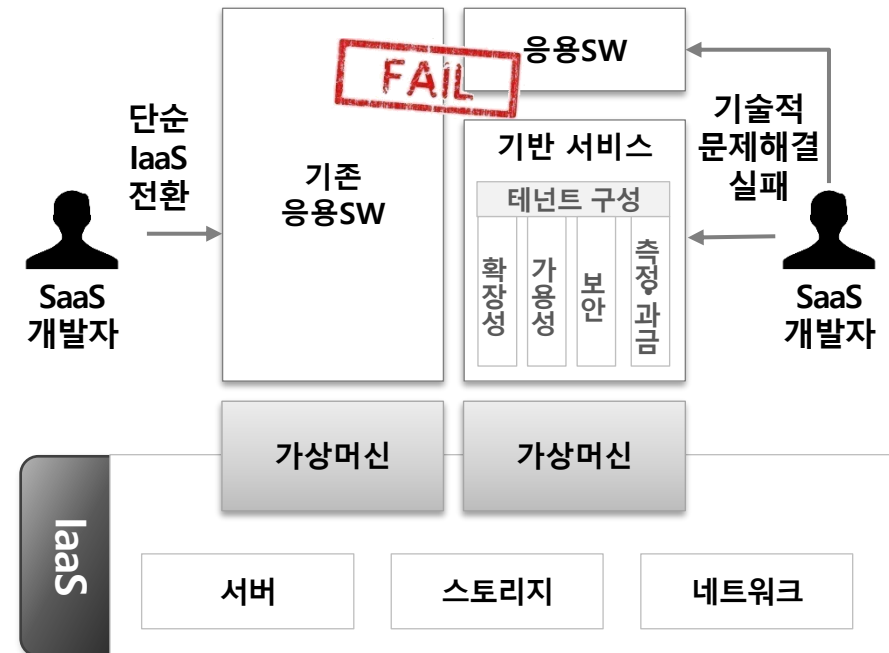 단순
IaaS
전환
SaaS
개발자
기존
응용SW
FAIL
응용SW
기반 서비스
테넌트 구성
확장성
가용성
보안
측정•과금
기술적
문제해결
실패
SaaS
개발자
가상머신
가상머신
IaaS
서버
스토리지
네트워크